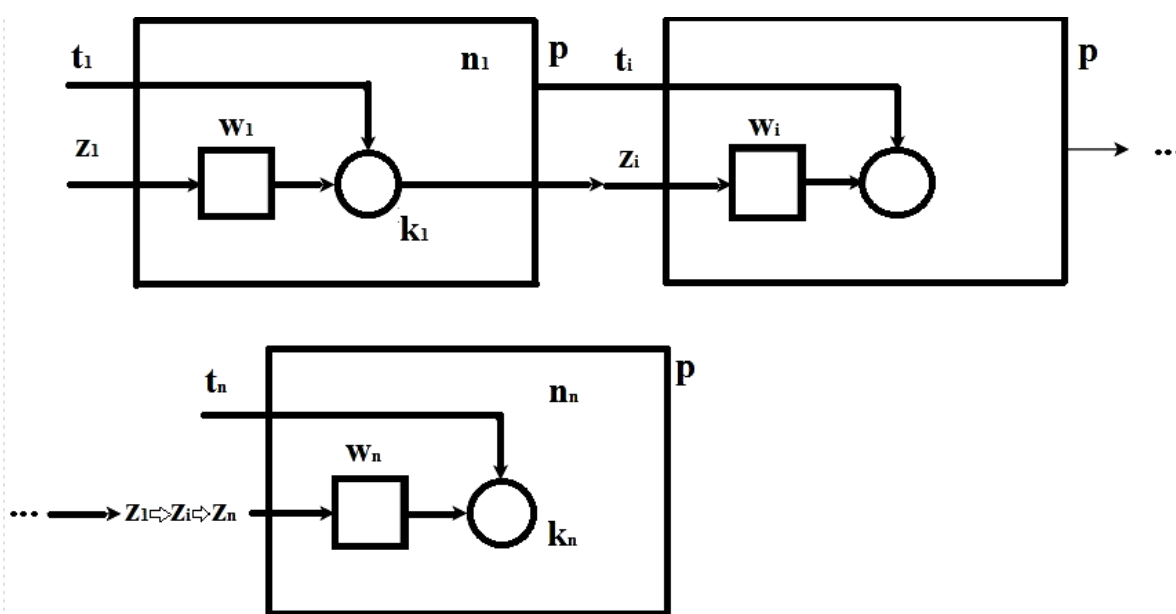 t₁ n₁ p tᵢ p
w₁ wᵢ
z₁ zᵢ ...
k₁
tₙ nₙ p
wₙ
... z₁⇨zᵢ⇨zₙ
kₙ